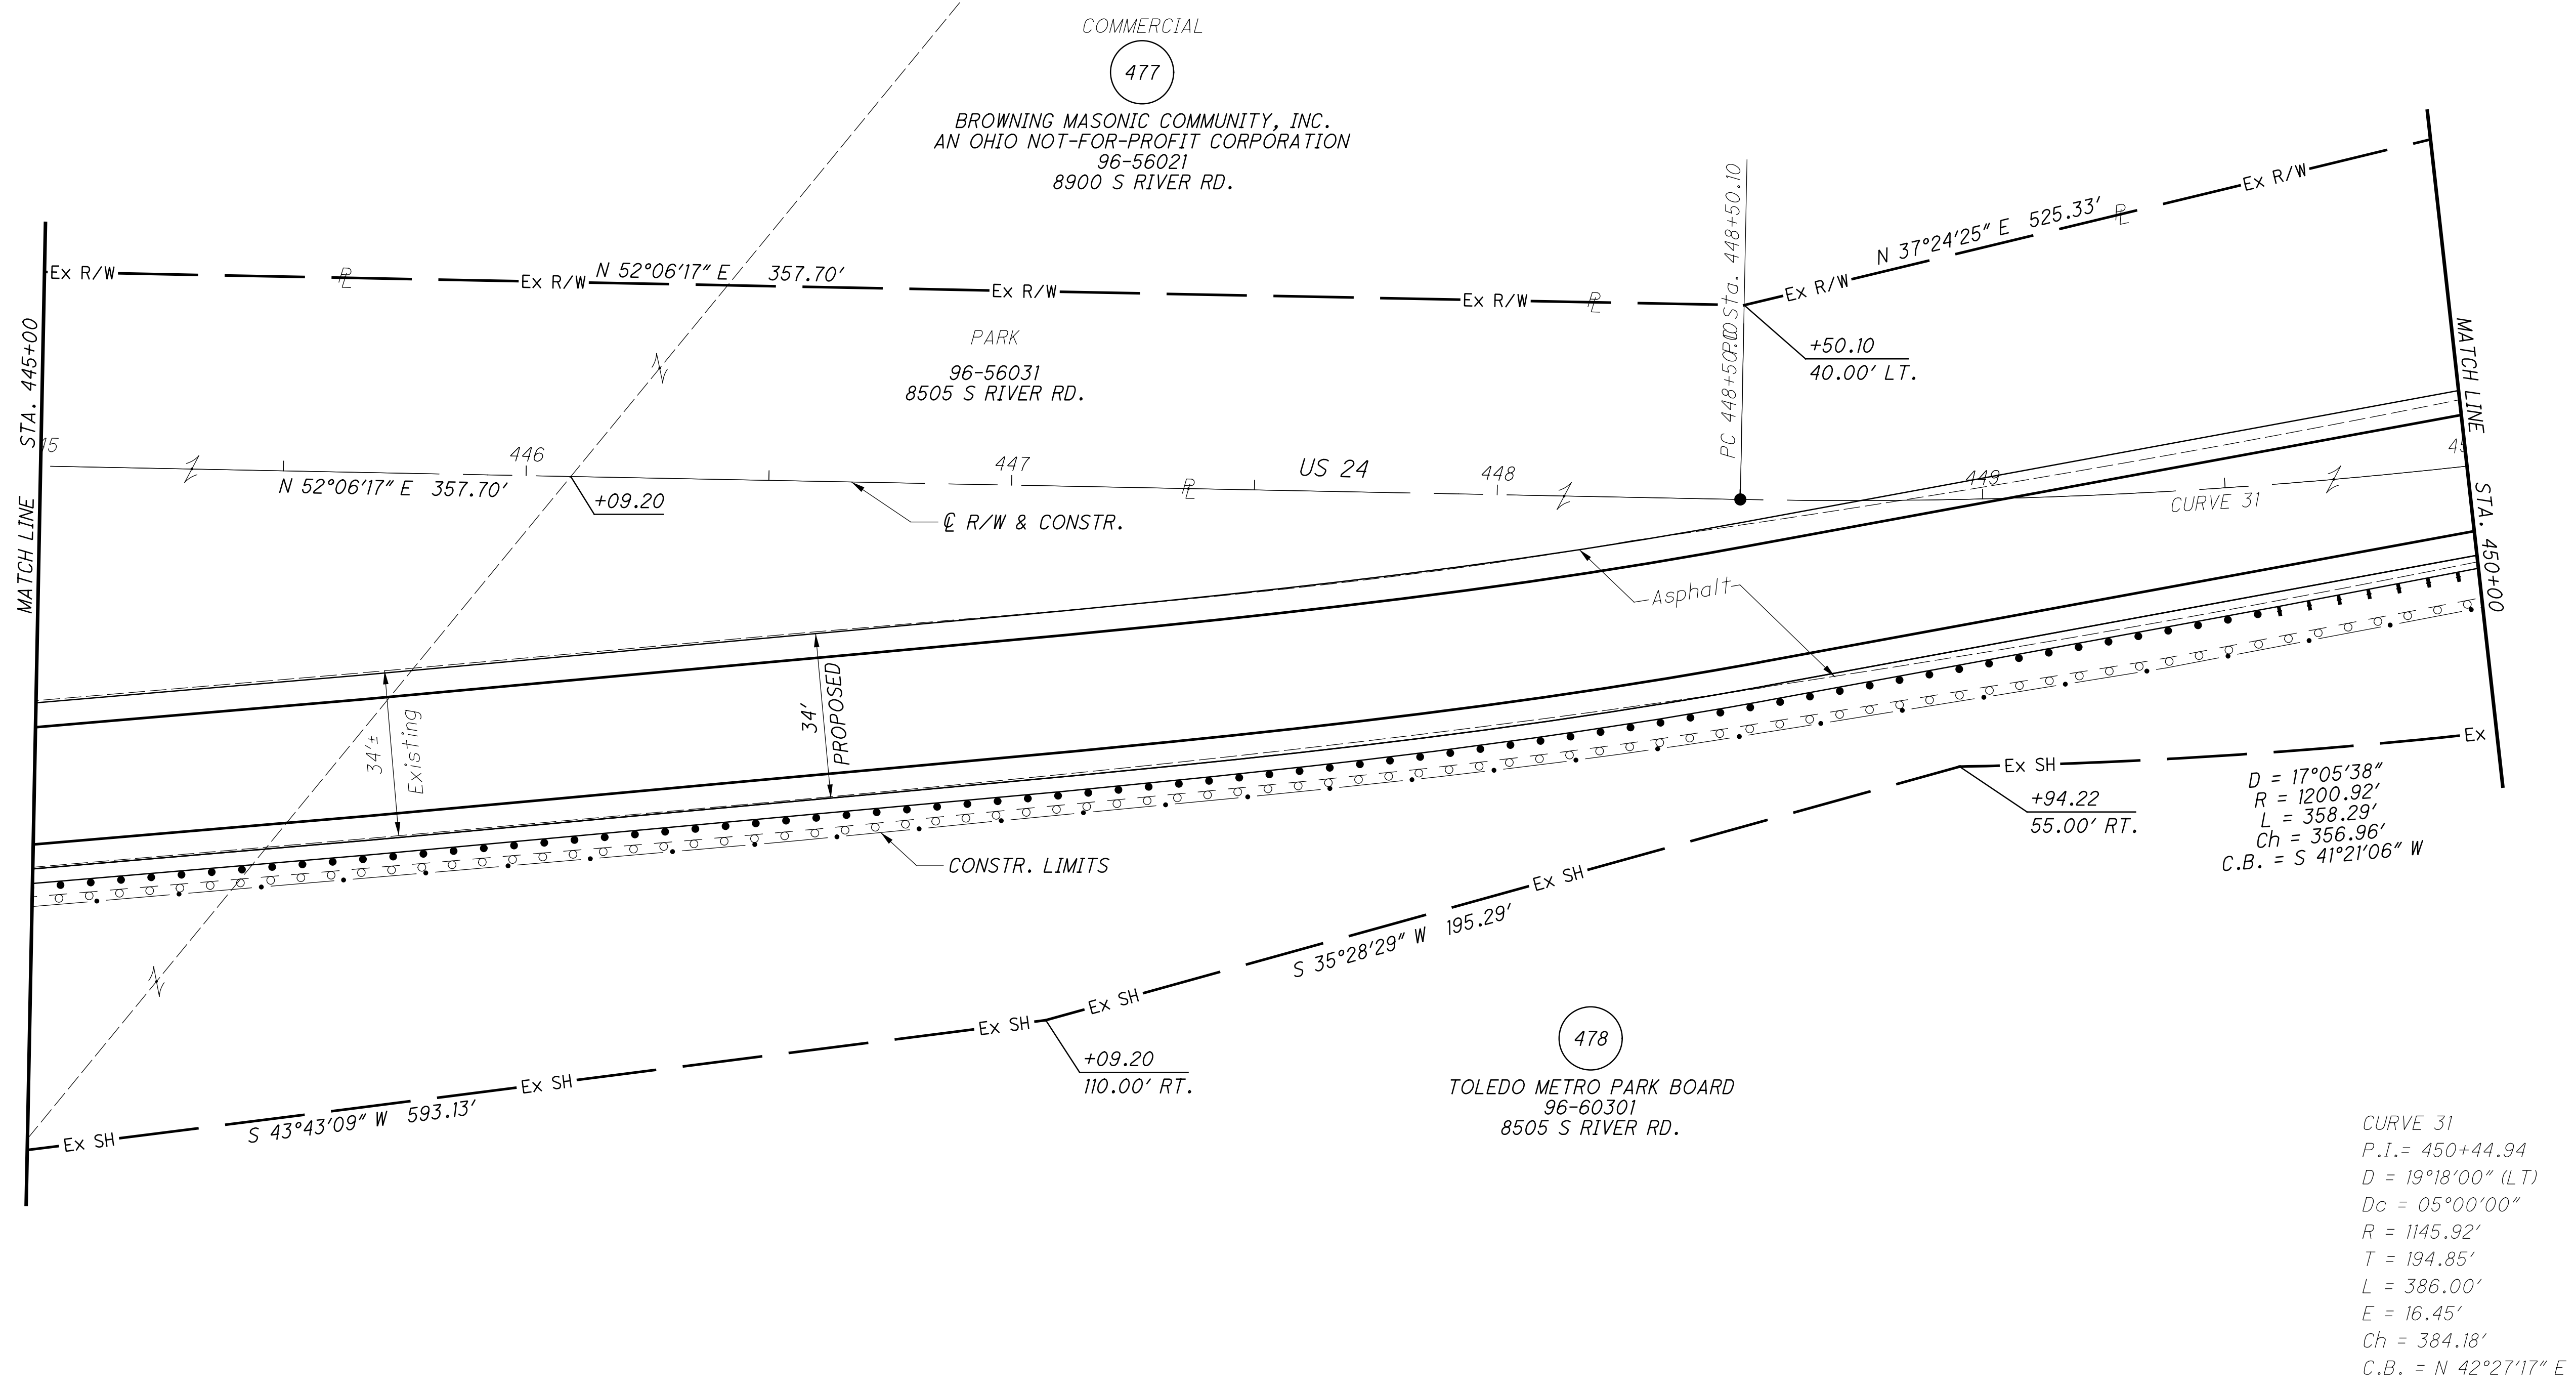 COMMERCIAL
477
BROWNING MASONIC COMMUNITY, INC.
AN OHIO NOT-FOR-PROFIT CORPORATION
96-56021
8900 S RIVER RD.
Ex R/W
Ex R/W
N 52°06'17" E 357.70'
Ex R/W
Ex R/W
Ex R/W
N 37°24'25" E 525.33'
Ex R/W
PL
PL
PL
PARK
96-56031
8505 S RIVER RD.
Sta. 448+50.10
PC 448+50.10
+50.10
40.00' LT.
MATCH LINE STA. 445+00
MATCH LINE STA. 450+00
446
447
US 24
448
449
CURVE 31
N 52°06'17" E 357.70'
+09.20
PL
CL R/W & CONSTR.
Asphalt
34'±
Existing
34'
PROPOSED
CONSTR. LIMITS
Ex SH
S 43°43'09" W 593.13'
Ex SH
Ex SH
Ex SH
+09.20
110.00' RT.
S 35°28'29" W 195.29'
Ex SH
Ex SH
Ex
+94.22
55.00' RT.
D = 17°05'38"
R = 1200.92'
L = 358.29'
Ch = 356.96'
C.B. = S 41°21'06" W
478
TOLEDO METRO PARK BOARD
96-60301
8505 S RIVER RD.
CURVE 31
P.I.= 450+44.94
D = 19°18'00" (LT)
Dc = 05°00'00"
R = 1145.92'
T = 194.85'
L = 386.00'
E = 16.45'
Ch = 384.18'
C.B. = N 42°27'17" E